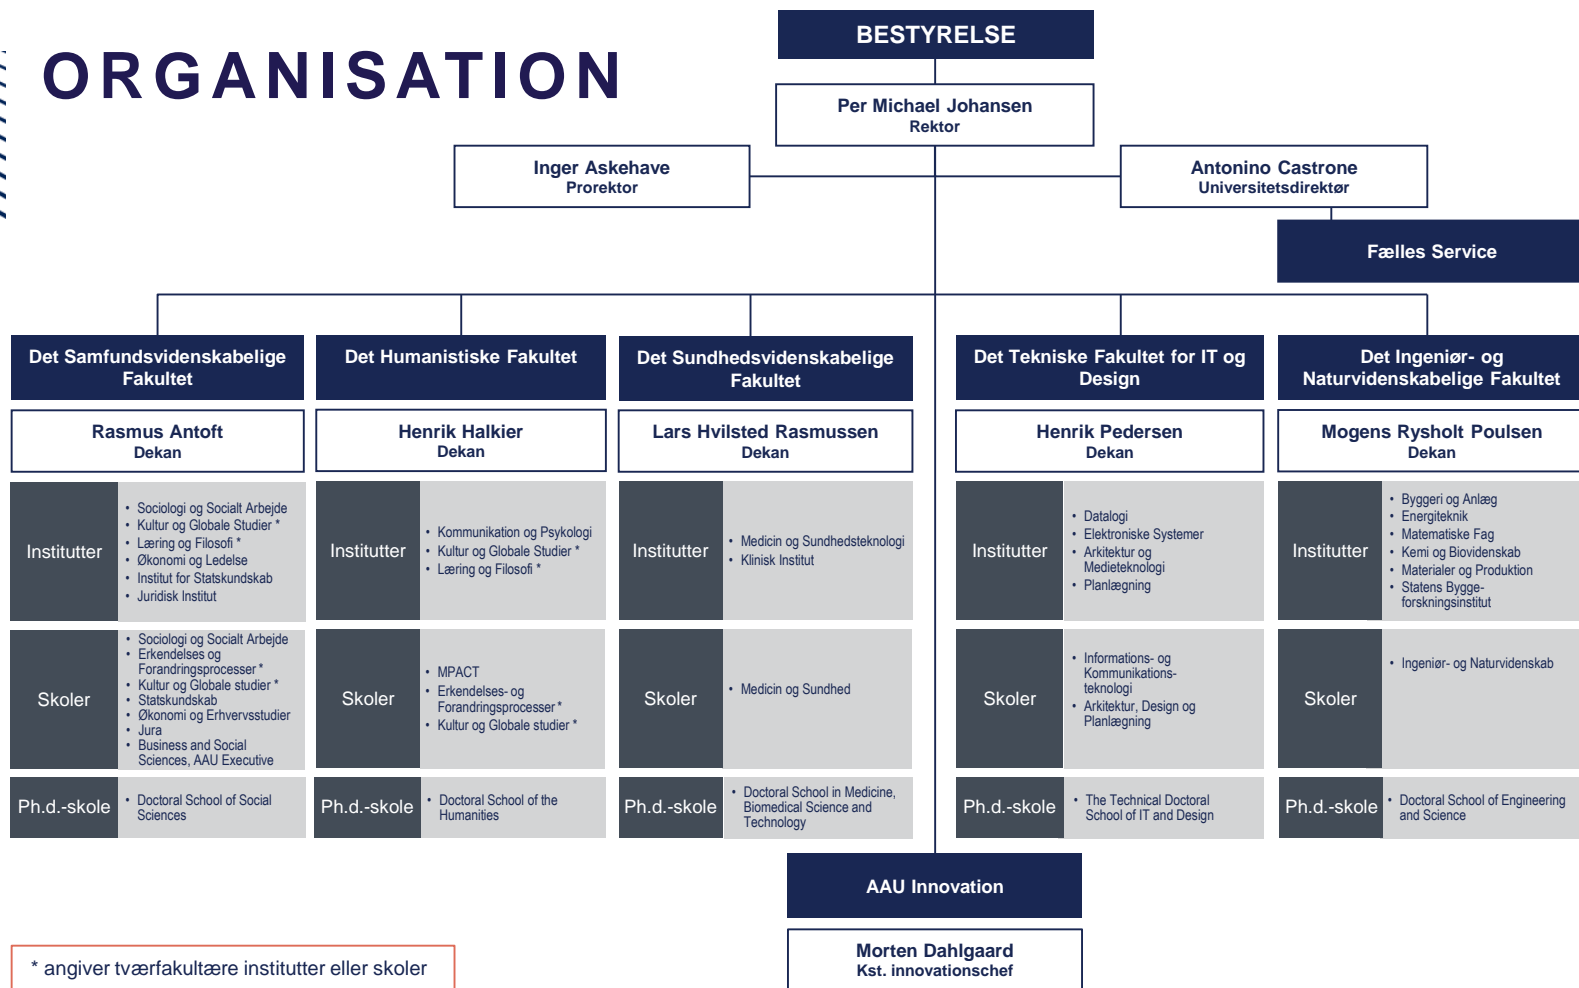 ORGANISATION
BESTYRELSE
Per Michael Johansen
Rektor
Inger Askehave
Prorektor
Antonino Castrone
Universitetsdirektør
Fælles Service
Det Samfundsvidenskabelige
Fakultet
Rasmus Antoft
Dekan
Institutter
• Sociologi og Socialt Arbejde
• Kultur og Globale Studier *
• Læring og Filosofi *
• Økonomi og Ledelse
• Institut for Statskundskab
• Juridisk Institut
Skoler
• Sociologi og Socialt Arbejde
• Erkendelses og
Forandringsprocesser *
• Kultur og Globale studier *
• Statskundskab
• Økonomi og Erhvervsstudier
• Jura
• Business and Social
Sciences, AAU Executive
Ph.d.-skole
• Doctoral School of Social
Sciences
Det Humanistiske Fakultet
Henrik Halkier
Dekan
Institutter
• Kommunikation og Psykologi
• Kultur og Globale Studier *
• Læring og Filosofi *
Skoler
• MPACT
• Erkendelses- og
Forandringsprocesser *
• Kultur og Globale studier *
Ph.d.-skole
• Doctoral School of the
Humanities
Det Sundhedsvidenskabelige
Fakultet
Lars Hvilsted Rasmussen
Dekan
Institutter
• Medicin og Sundhedsteknologi
• Klinisk Institut
Skoler
• Medicin og Sundhed
Ph.d.-skole
• Doctoral School in Medicine,
Biomedical Science and
Technology
Det Tekniske Fakultet for IT og
Design
Henrik Pedersen
Dekan
Institutter
• Datalogi
• Elektroniske Systemer
• Arkitektur og
Medieteknologi
• Planlægning
Skoler
• Informations- og
Kommunikations-
teknologi
• Arkitektur, Design og
Planlægning
Ph.d.-skole
• The Technical Doctoral
School of IT and Design
Det Ingeniør- og
Naturvidenskabelige Fakultet
Mogens Rysholt Poulsen
Dekan
Institutter
• Byggeri og Anlæg
• Energiteknik
• Matematiske Fag
• Kemi og Biovidenskab
• Materialer og Produktion
• Statens Bygge-
forskningsinstitut
Skoler
• Ingeniør- og Naturvidenskab
Ph.d.-skole
• Doctoral School of Engineering
and Science
AAU Innovation
Morten Dahlgaard
Kst. innovationschef
* angiver tværfakultære institutter eller skoler